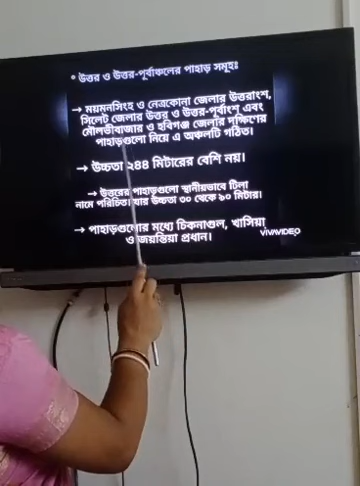 • উত্তর ও উত্তর-পূর্বাঞ্চলের পাহাড় সমূহঃ
→ ময়মনসিংহ ও নেত্রকোনা জেলার উত্তরাংশ,
সিলেট জেলার উত্তর ও উত্তর-পূর্বাংশ এবং
মৌলভীবাজার ও হবিগঞ্জ জেলার দক্ষিণের
পাহাড়গুলো নিয়ে এ অঞ্চলটি গঠিত।
→ উচ্চতা ২৪৪ মিটারের বেশি নয়।
→ উত্তরের পাহাড়গুলো স্থানীয়ভাবে টিলা
নামে পরিচিত। যার উচ্চতা ৩০ থেকে ৯০ মিটার।
→ পাহাড়গুলোর মধ্যে চিকনাগুল, খাসিয়া
ও জয়ন্তিয়া প্রধান।
VIVAVIDEO